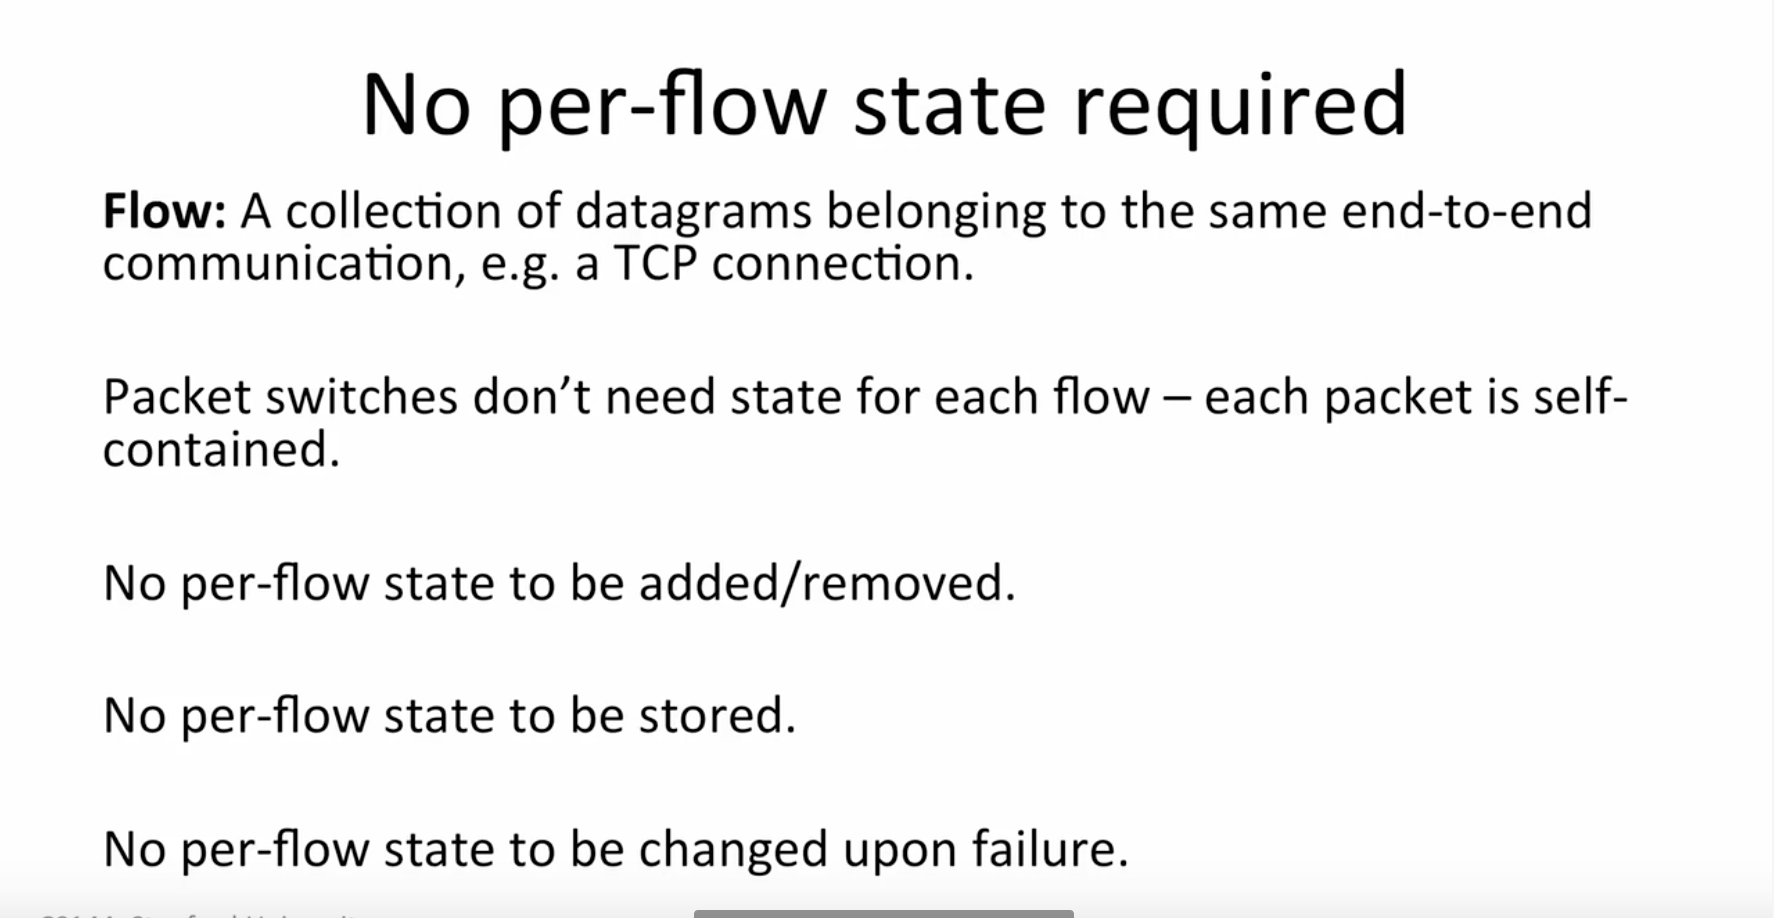 No per-flow state required
Flow: A collection of datagrams belonging to the same end-to-end
communication, e.g. a TCP connection.
Packet switches don’t need state for each flow – each packet is self-
contained.
No per-flow state to be added/removed.
No per-flow state to be stored.
No per-flow state to be changed upon failure.